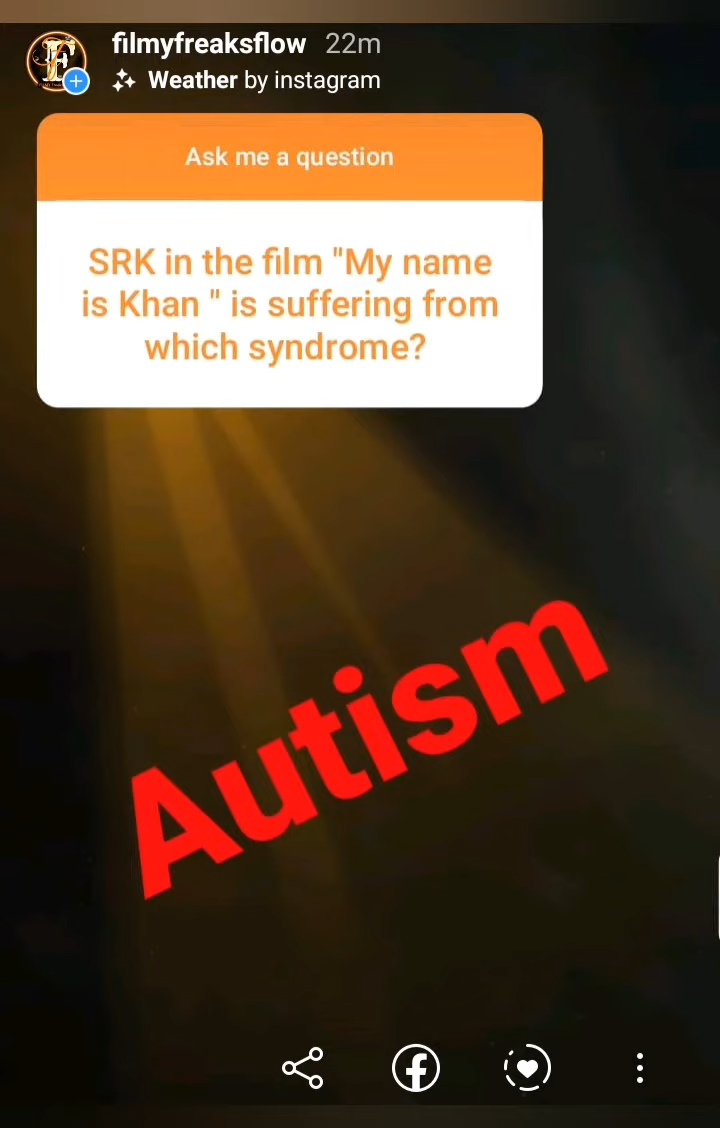 filmyfreaksflow 22m
Weather by instagram
Ask me a question
SRK in the film "My name
is Khan " is suffering from
which syndrome?
Autism